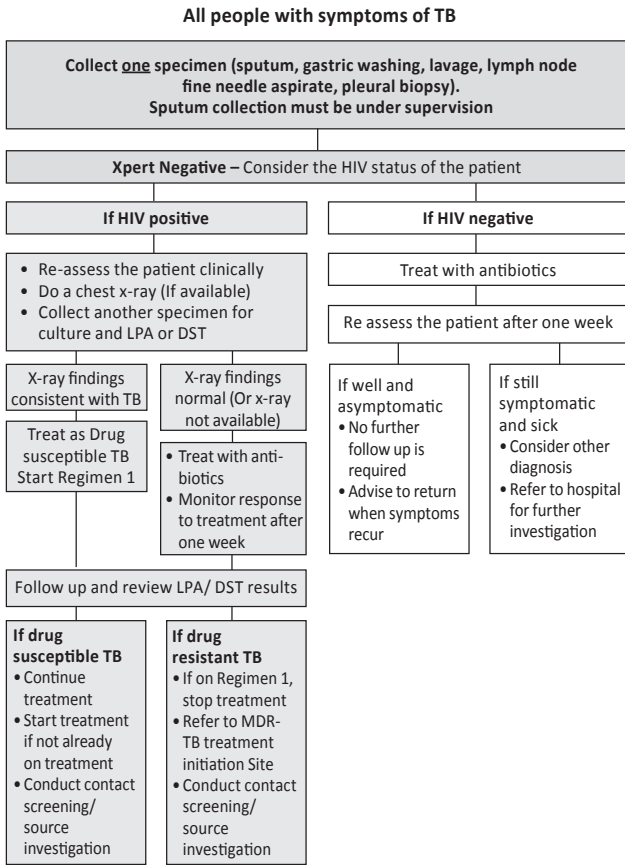 All people with symptoms of TB
Collect one specimen (sputum, gastric washing, lavage, lymph node
fine needle aspirate, pleural biopsy).
Sputum collection must be under supervision
Xpert Negative – Consider the HIV status of the patient
If HIV positive
• Re-assess the patient clinically
• Do a chest x-ray (If available)
• Collect another specimen for
culture and LPA or DST
X-ray findings
consistent with TB
Treat as Drug
susceptible TB
Start Regimen 1
X-ray findings
normal (Or x-ray
not available)
• Treat with anti-
biotics
• Monitor response
to treatment after
one week
Follow up and review LPA/ DST results
If drug
susceptible TB
• Continue
treatment
• Start treatment
if not already
on treatment
• Conduct contact
screening/
source
investigation
If drug
resistant TB
• If on Regimen 1,
stop treatment
• Refer to MDR-
TB treatment
initiation Site
• Conduct contact
screening/
source
investigation
If HIV negative
Treat with antibiotics
Re assess the patient after one week
If well and
asymptomatic
• No further
follow up is
required
• Advise to return
when symptoms
recur
If still
symptomatic
and sick
• Consider other
diagnosis
• Refer to hospital
for further
investigation